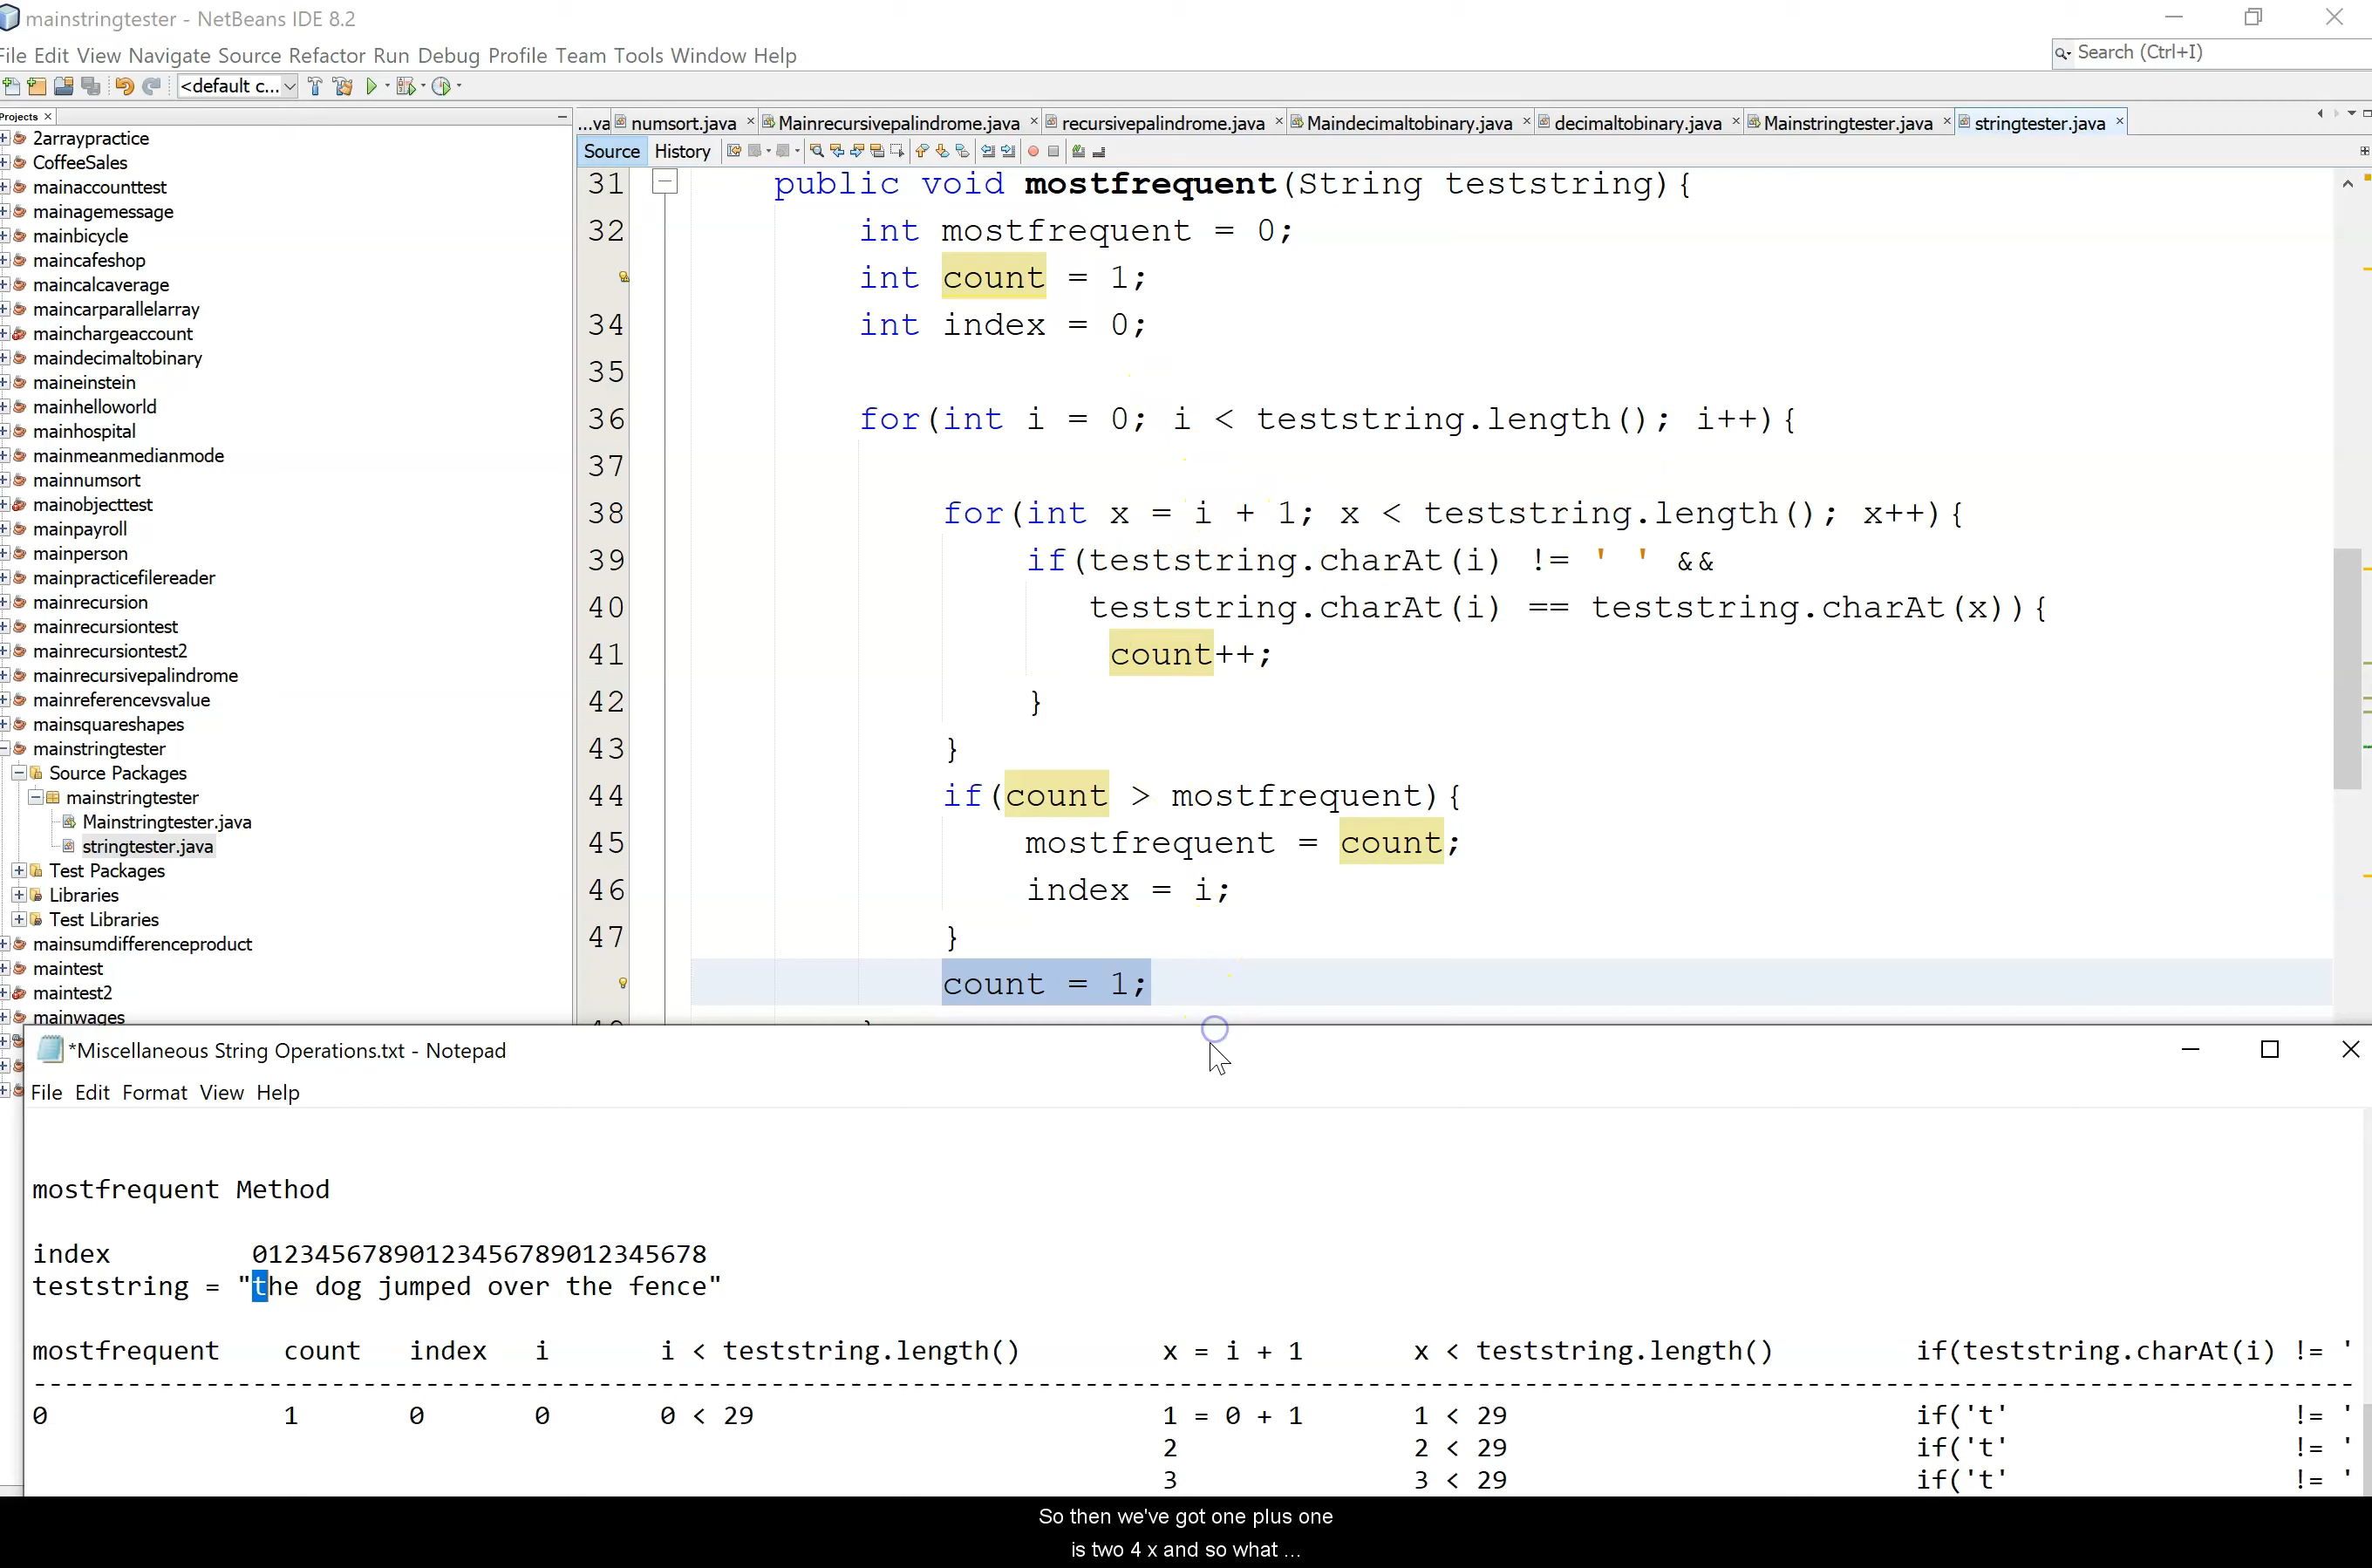 mainstringtester - NetBeans IDE 8.2
File Edit View Navigate Source Refactor Run Debug Profile Team Tools Window Help
Search (Ctrl+I)
<default c...
Projects
...va numsort.java Mainrecursivepalindrome.java recursivepalindrome.java Maindecimaltobinary.java decimaltobinary.java Mainstringtester.java stringtester.java
Source History
2arraypractice
CoffeeSales
mainaccounttest
mainagemessage
mainbicycle
maincafeshop
maincalcaverage
maincarparallelarray
mainchargeaccount
maindecimaltobinary
maineinstein
mainhelloworld
mainhospital
mainmeanmedianmode
mainnumsort
mainobjecttest
mainpayroll
mainperson
mainpracticefilereader
mainrecursion
mainrecursiontest
mainrecursiontest2
mainrecursivepalindrome
mainreferencevsvalue
mainsquareshapes
mainstringtester
Source Packages
mainstringtester
Mainstringtester.java
stringtester.java
Test Packages
Libraries
Test Libraries
mainsumdifferenceproduct
maintest
maintest2
mainwages
31 public void mostfrequent(String teststring){
32 int mostfrequent = 0;
int count = 1;
34 int index = 0;
35
36 for(int i = 0; i < teststring.length(); i++){
37
38 for(int x = i + 1; x < teststring.length(); x++){
39 if(teststring.charAt(i) != ' ' &&
40 teststring.charAt(i) == teststring.charAt(x)){
41 count++;
42 }
43 }
44 if(count > mostfrequent){
45 mostfrequent = count;
46 index = i;
47 }
count = 1;
*Miscellaneous String Operations.txt - Notepad
File Edit Format View Help
mostfrequent Method
index 01234567890123456789012345678
teststring = "the dog jumped over the fence"
mostfrequent count index i i < teststring.length() x = i + 1 x < teststring.length() if(teststring.charAt(i) != '
0 1 0 0 0 < 29 1 = 0 + 1 1 < 29 if('t' != '
2 2 < 29 if('t' != '
3 3 < 29 if('t' != '
So then we've got one plus one
is two 4 x and so what ...